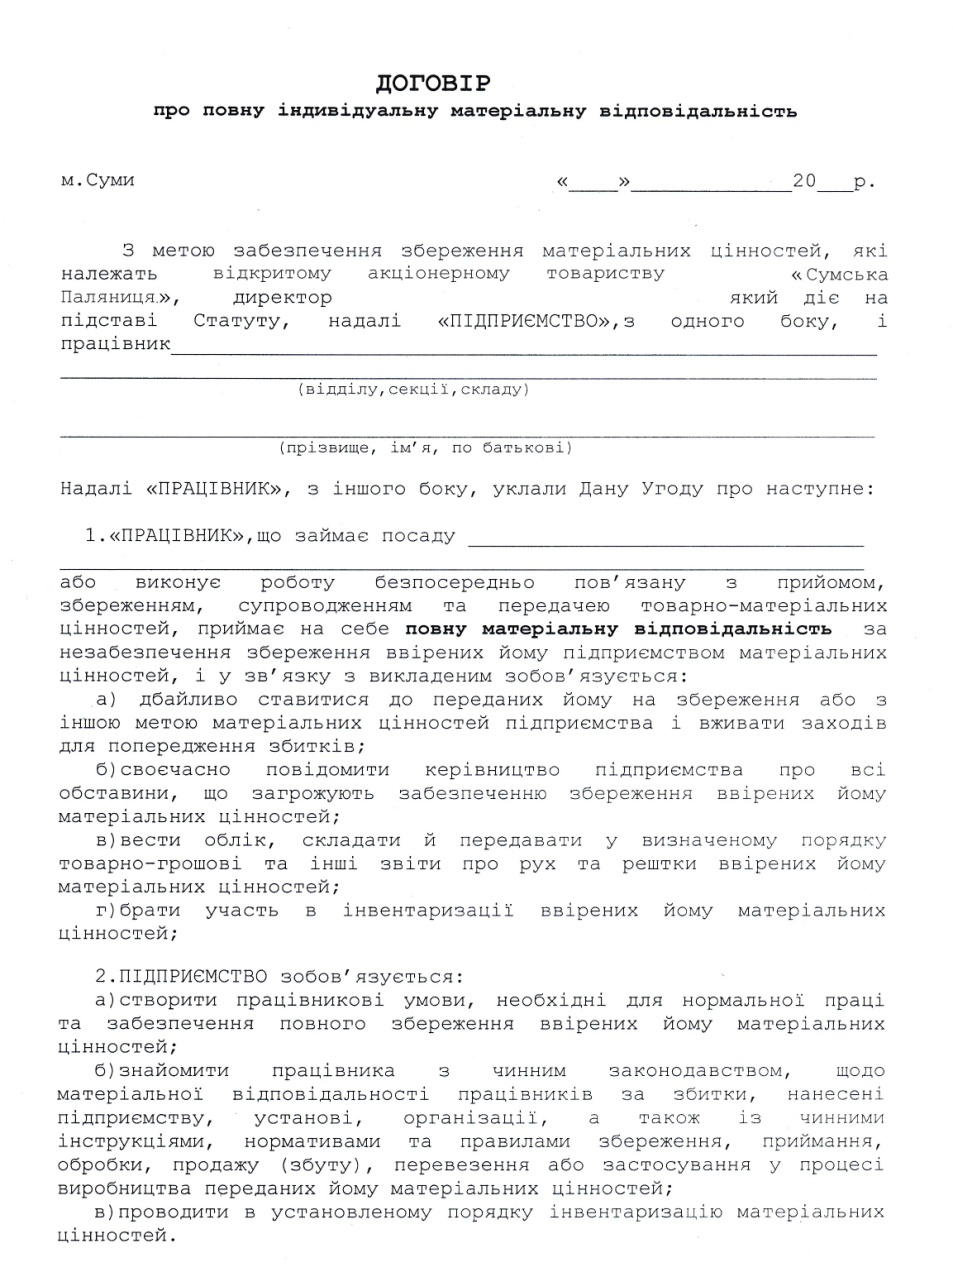 ДОГОВІР
про повну індивідуальну матеріальну відповідальність
м.Суми «____»_____________20___р.
З метою забезпечення збереження матеріальних цінностей, які
належать відкритому акціонерному товариству «Сумська
Паляниця.», директор який діє на
підставі Статуту, надалі «ПІДПРИЄМСТВО»,з одного боку, і
працівник__________________________________________________________
___________________________________________________________________
(відділу,секції,складу)
___________________________________________________________________
(прізвище, ім’я, по батькові)
Надалі «ПРАЦІВНИК», з іншого боку, уклали Дану Угоду про наступне:
1.«ПРАЦІВНИК»,що займає посаду ________________________________
__________________________________________________________________
або виконує роботу безпосередньо пов’язану з прийомом,
збереженням, супроводженням та передачею товарно-матеріальних
цінностей, приймає на себе повну матеріальну відповідальність за
незабезпечення збереження ввірених йому підприємством матеріальних
цінностей, і у зв’язку з викладеним зобов’язується:
а) дбайливо ставитися до переданих йому на збереження або з
іншою метою матеріальних цінностей підприємства і вживати заходів
для попередження збитків;
б)своєчасно повідомити керівництво підприємства про всі
обставини, що загрожують забезпеченню збереження ввірених йому
матеріальних цінностей;
в)вести облік, складати й передавати у визначеному порядку
товарно-грошові та інші звіти про рух та рештки ввірених йому
матеріальних цінностей;
г)брати участь в інвентаризації ввірених йому матеріальних
цінностей;
2.ПІДПРИЄМСТВО зобов’язується:
а)створити працівникові умови, необхідні для нормальної праці
та забезпечення повного збереження ввірених йому матеріальних
цінностей;
б)знайомити працівника з чинним законодавством, щодо
матеріальної відповідальності працівників за збитки, нанесені
підприємству, установі, організації, а також із чинними
інструкціями, нормативами та правилами збереження, приймання,
обробки, продажу (збуту), перевезення або застосування у процесі
виробництва переданих йому матеріальних цінностей;
в)проводити в установленому порядку інвентаризацію матеріальних
цінностей.